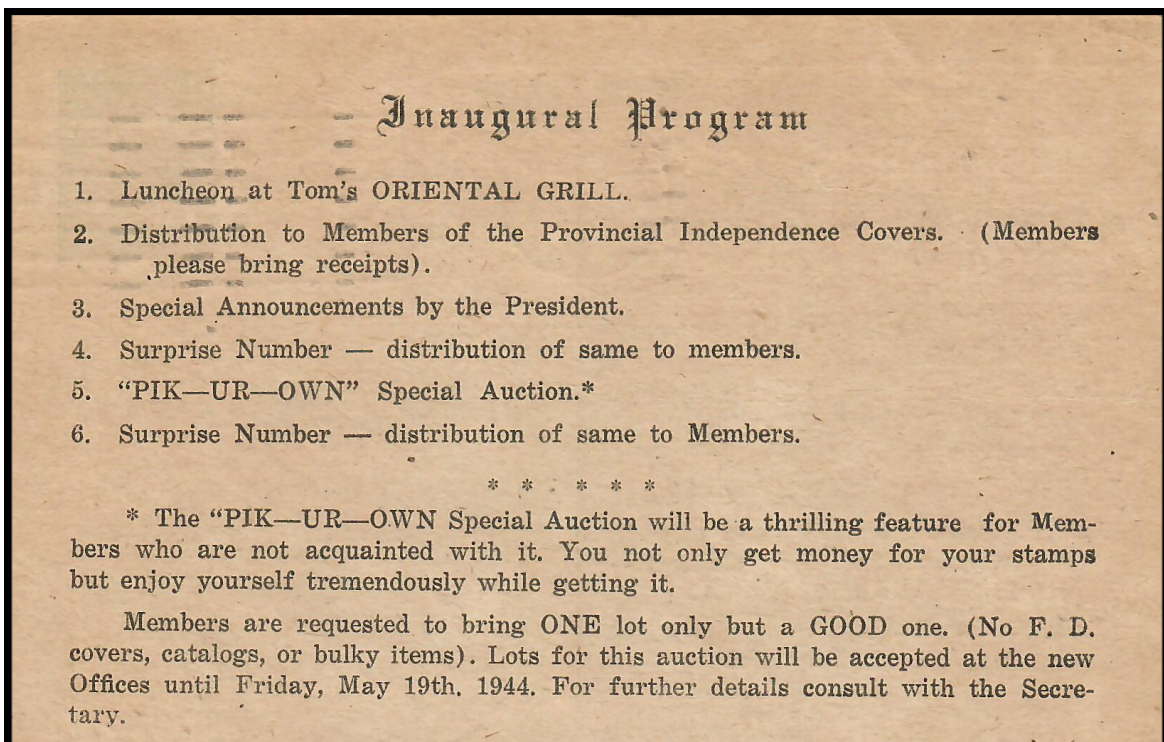 Inaugural Program
1. Luncheon at Tom's ORIENTAL GRILL.
2. Distribution to Members of the Provincial Independence Covers. (Members
please bring receipts).
3. Special Announcements by the President.
4. Surprise Number — distribution of same to members.
5. “PIK—UR—OWN” Special Auction.*
6. Surprise Number — distribution of same to Members.
* * * * *
* The “PIK—UR—OWN Special Auction will be a thrilling feature for Mem-
bers who are not acquainted with it. You not only get money for your stamps
but enjoy yourself tremendously while getting it.
Members are requested to bring ONE lot only but a GOOD one. (No F. D.
covers, catalogs, or bulky items). Lots for this auction will be accepted at the new
Offices until Friday, May 19th. 1944. For further details consult with the Secre-
tary.